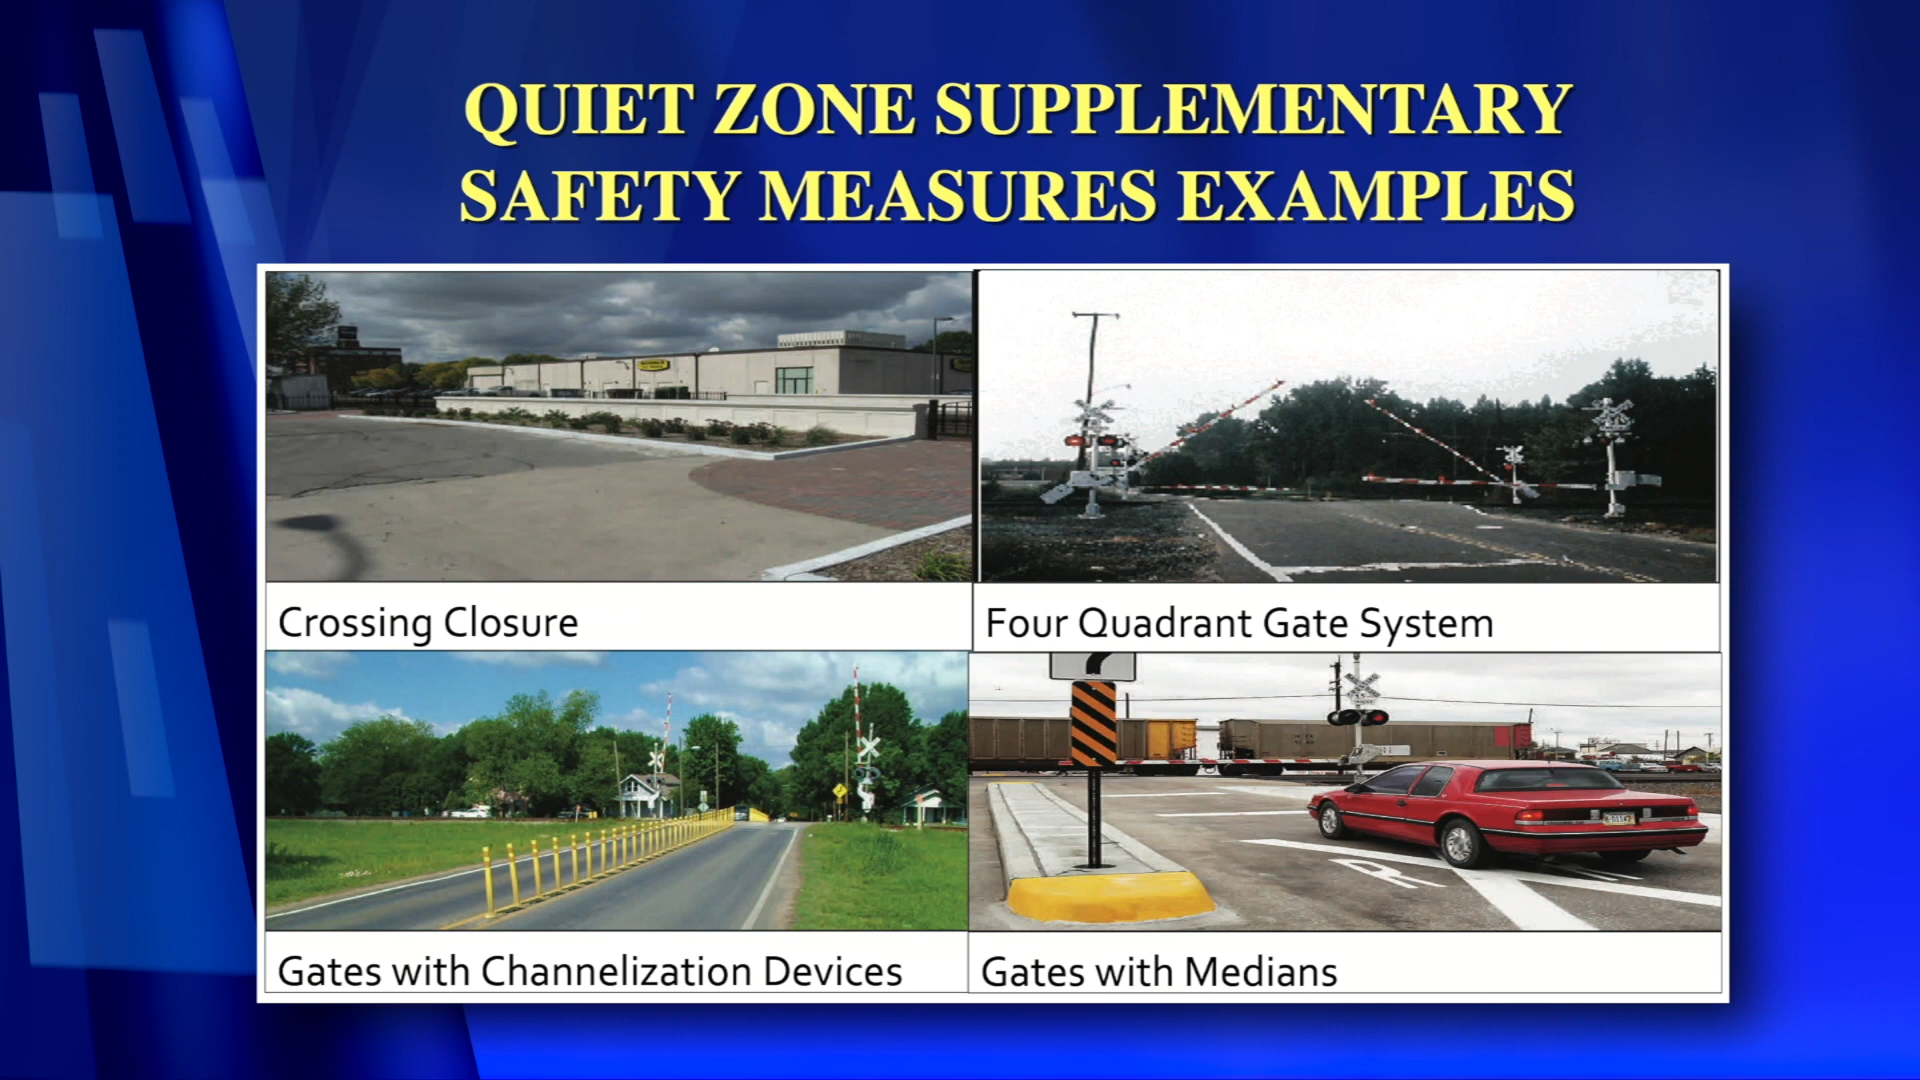 QUIET ZONE SUPPLEMENTARY
SAFETY MEASURES EXAMPLES
Crossing Closure
Four Quadrant Gate System
Gates with Channelization Devices
Gates with Medians